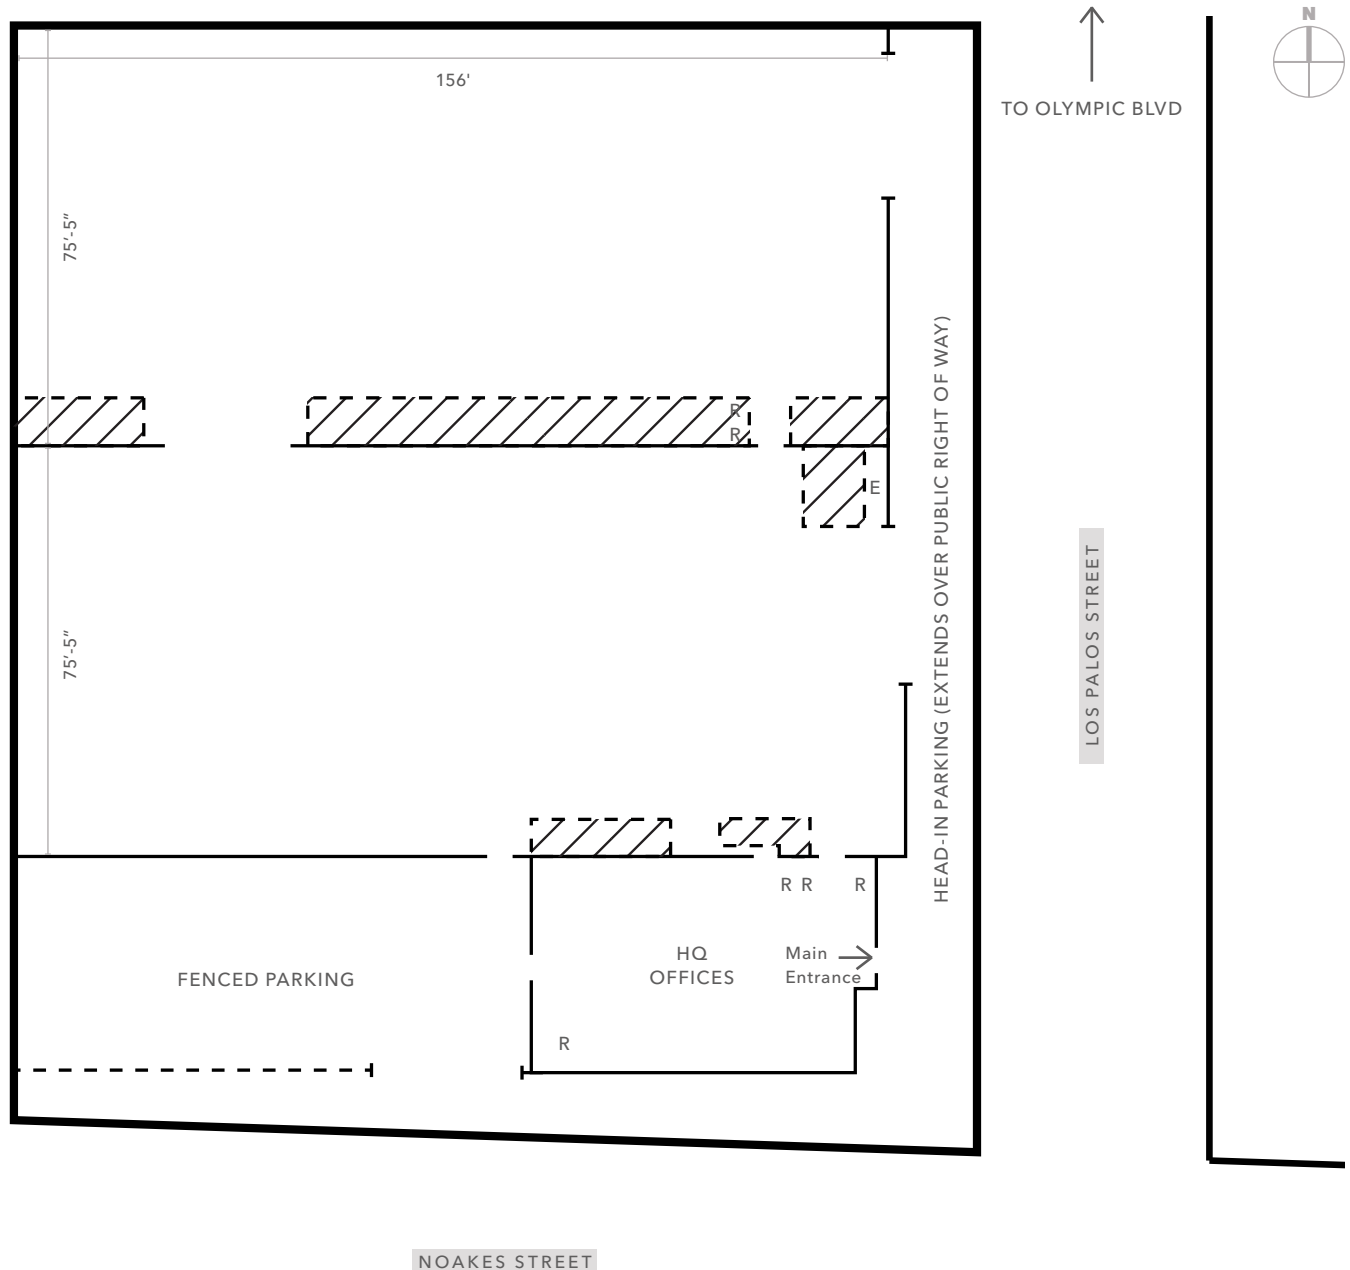 N
156'
TO OLYMPIC BLVD
75'-5"
HEAD-IN PARKING (EXTENDS OVER PUBLIC RIGHT OF WAY)
R
R
E
LOS PALOS STREET
75'-5"
R R R
HQ
OFFICES
Main
Entrance
FENCED PARKING
R
NOAKES STREET